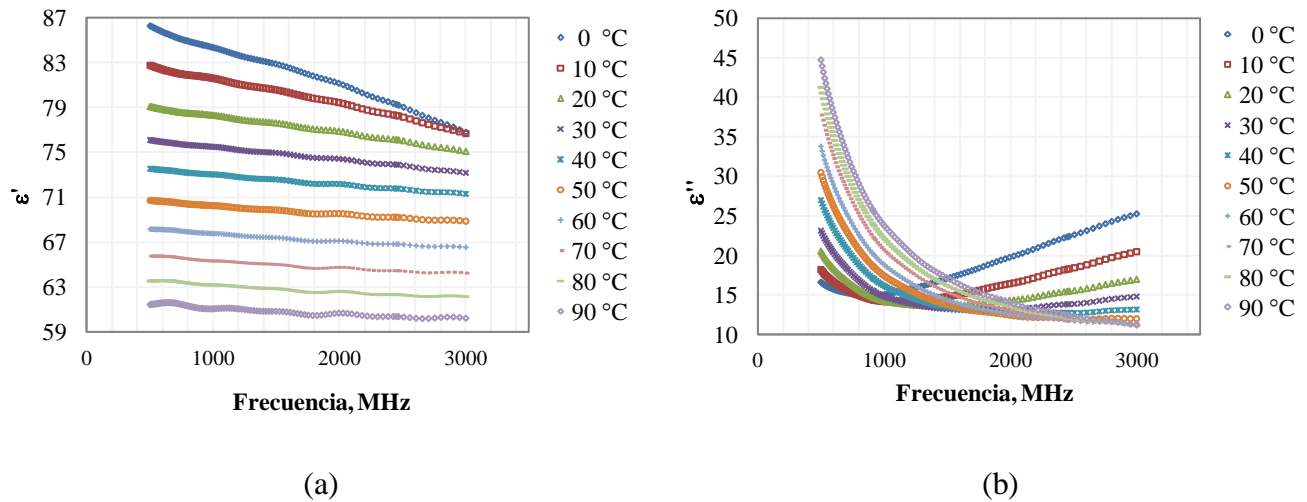 87
83
79
75
71
67
63
59
ε'
0
1000
2000
3000
Frecuencia, MHz
0 °C
10 °C
20 °C
30 °C
40 °C
50 °C
60 °C
70 °C
80 °C
90 °C
(a)
50
45
40
35
30
25
20
15
10
ε"
0
1000
2000
3000
Frecuencia, MHz
0 °C
10 °C
20 °C
30 °C
40 °C
50 °C
60 °C
70 °C
80 °C
90 °C
(b)